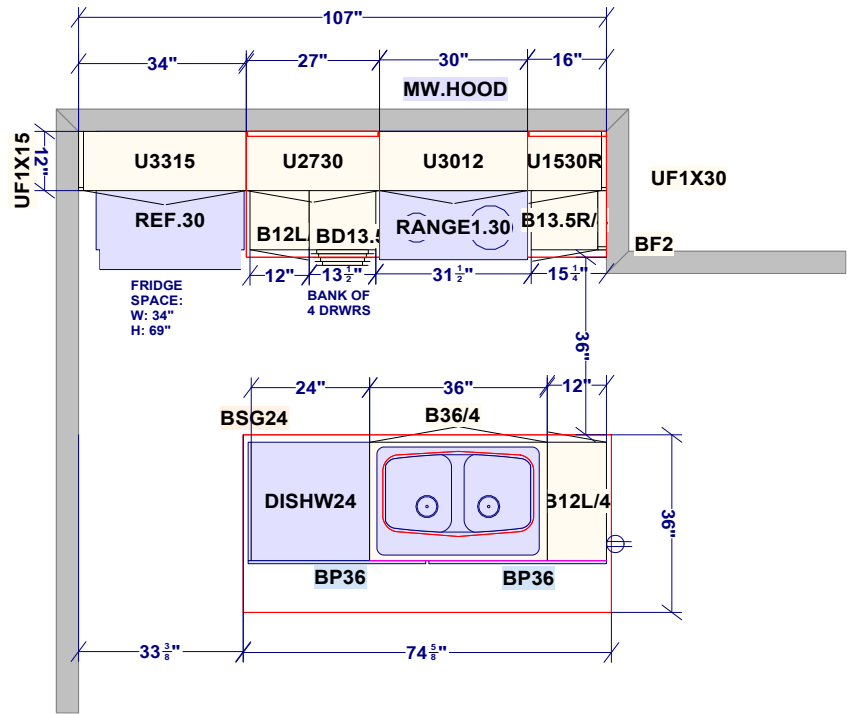 107"
34" 27" 30" 16"
MW.HOOD
UF1X15
12"
U3315 U2730 U3012 U1530R
UF1X30
REF.30 B12L/ BD13.5 RANGE1.30 B13.5R/
BF2
12" 13 1/2" 31 1/2" 15 1/4"
FRIDGE
SPACE:
W: 34"
H: 69"
BANK OF
4 DRWRS
36"
24" 36" 12"
BSG24 B36/4
DISHW24 B12L/4
36"
BP36 BP36
33 3/8" 74 5/8"